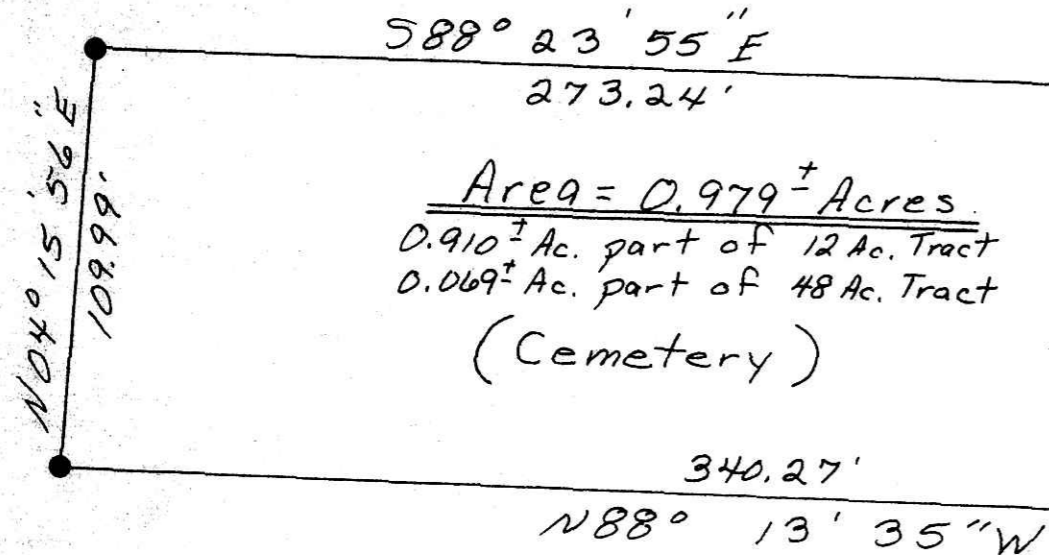 S88° 23' 55" E
273.24'
N04° 15' 56" E
109.99'
Area = 0.979± Acres
0.910± Ac. part of 12 Ac. Tract
0.069± Ac. part of 48 Ac. Tract
(Cemetery)
340.27'
N88° 13' 35" W